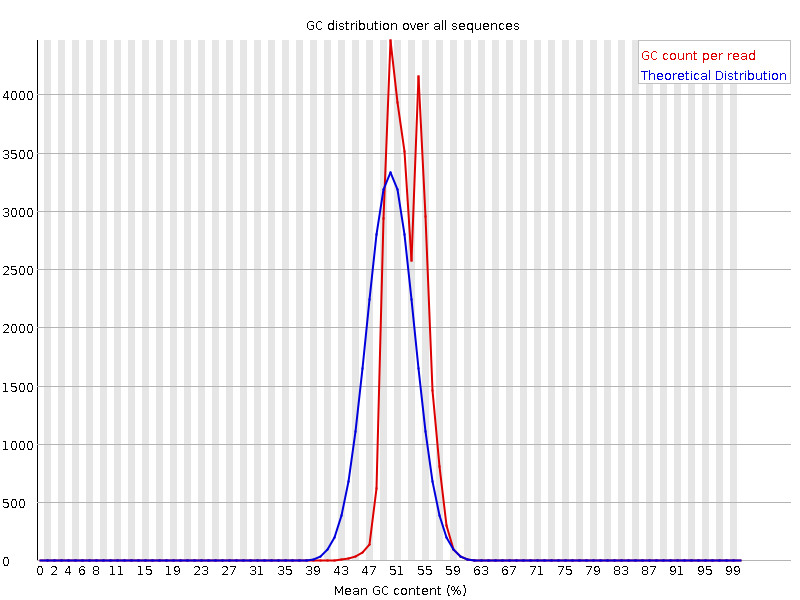 GC distribution over all sequences
GC count per read
Theoretical Distribution
4000
3500
3000
2500
2000
1500
1000
500
0
0 2 4 6 8 11 15 19 23 27 31 35 39 43 47 51 55 59 63 67 71 75 79 83 87 91 95 99
Mean GC content (%)